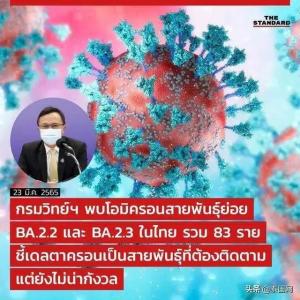 THE STANDARD
23 มี.ค. 2565
กรมวิทย์ฯ พบโอมิครอนสายพันธุ์ย่อย
BA.2.2 และ BA.2.3 ในไทย รวม 83 ราย
ชี้เดลตาครอนเป็นสายพันธุ์ที่ต้องติดตาม
แต่ยังไม่น่ากังวล